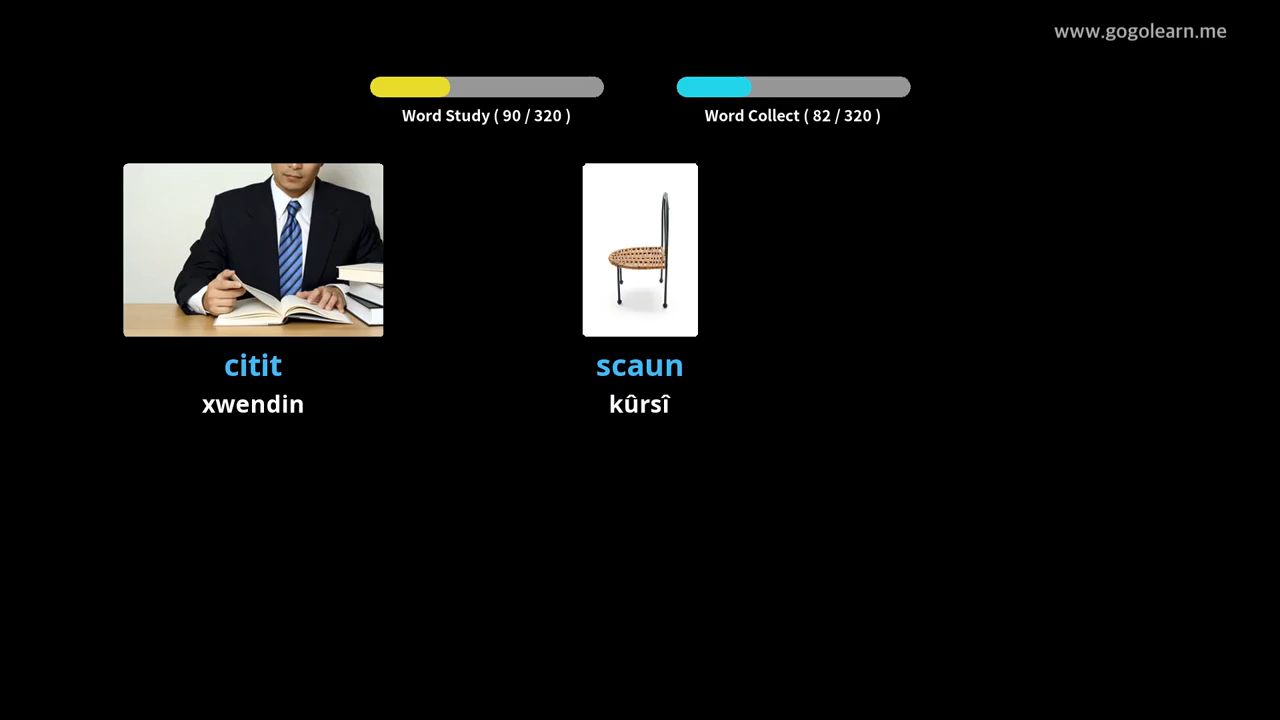 www.gogolearn.me
Word Study ( 90 / 320 )
Word Collect ( 82 / 320 )
citit
xwendin
scaun
kûrsî